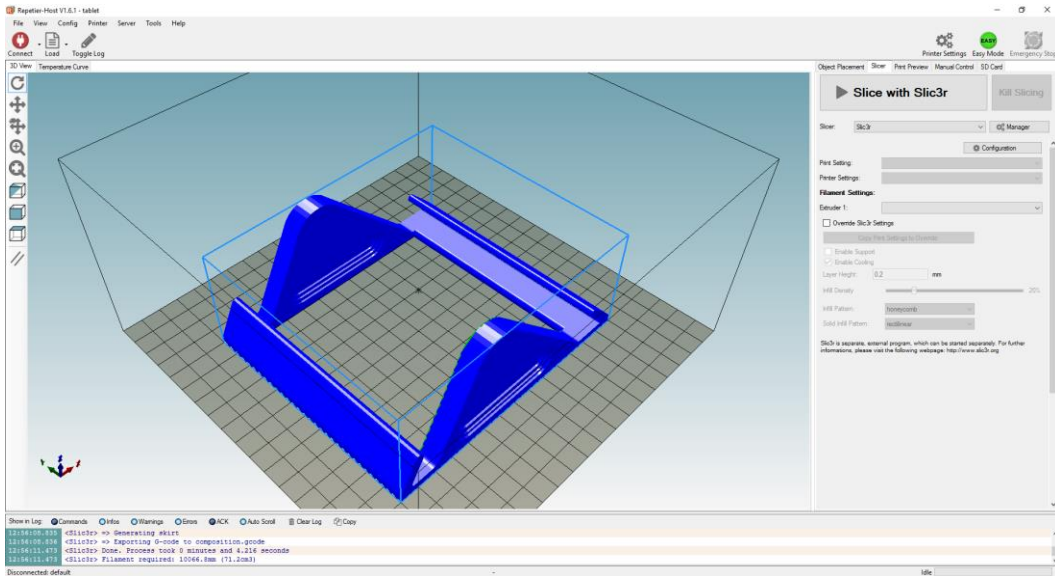 Repetier-Host V1.6.1 - tablet
File View Config Printer Server Tools Help
Connect Load Toggle Log Printer Settings Easy Mode Emergency Stop
EASY
3D View Temperature Curve
Object Placement Slicer Print Preview Manual Control SD Card
Slice with Slic3r
Kill Slicing
Slicer: Slic3r Manager
Configuration
Print Setting:
Printer Settings:
Filament Settings:
Extruder 1:
Override Slic3r Settings
Copy Print Settings to Override
Enable Support
Enable Cooling
Layer Height: 0.2 mm
Infill Density 20%
Infill Pattern: honeycomb
Solid Infill Pattern: rectilinear
Slic3r is separate, external program, which can be started separately. For further
informations, please visit the following webpage: http://www.slic3r.org
Show in Log: Commands Infos Warnings Errors ACK Auto Scroll Clear Log Copy
<Slic3r> => Generating skirt
<Slic3r> => Exporting G-code to composition.gcode
12:56:11.473 <Slic3r> Done. Process took 0 minutes and 4.216 seconds
12:56:11.473 <Slic3r> Filament required: 10066.8mm (71.2cm3)
Disconnected: default - Idle